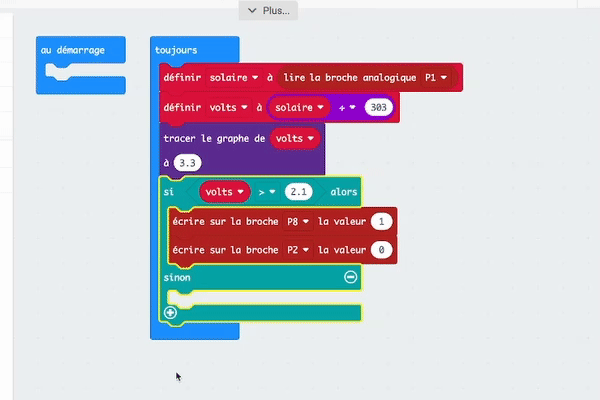 Plus...
au démarrage
toujours
définir solaire à lire la broche analogique P1
définir volts à solaire ÷ 303
tracer le graphe de volts
à 3.3
si volts > 2.1 alors
écrire sur la broche P8 la valeur 1
écrire sur la broche P2 la valeur 0
sinon